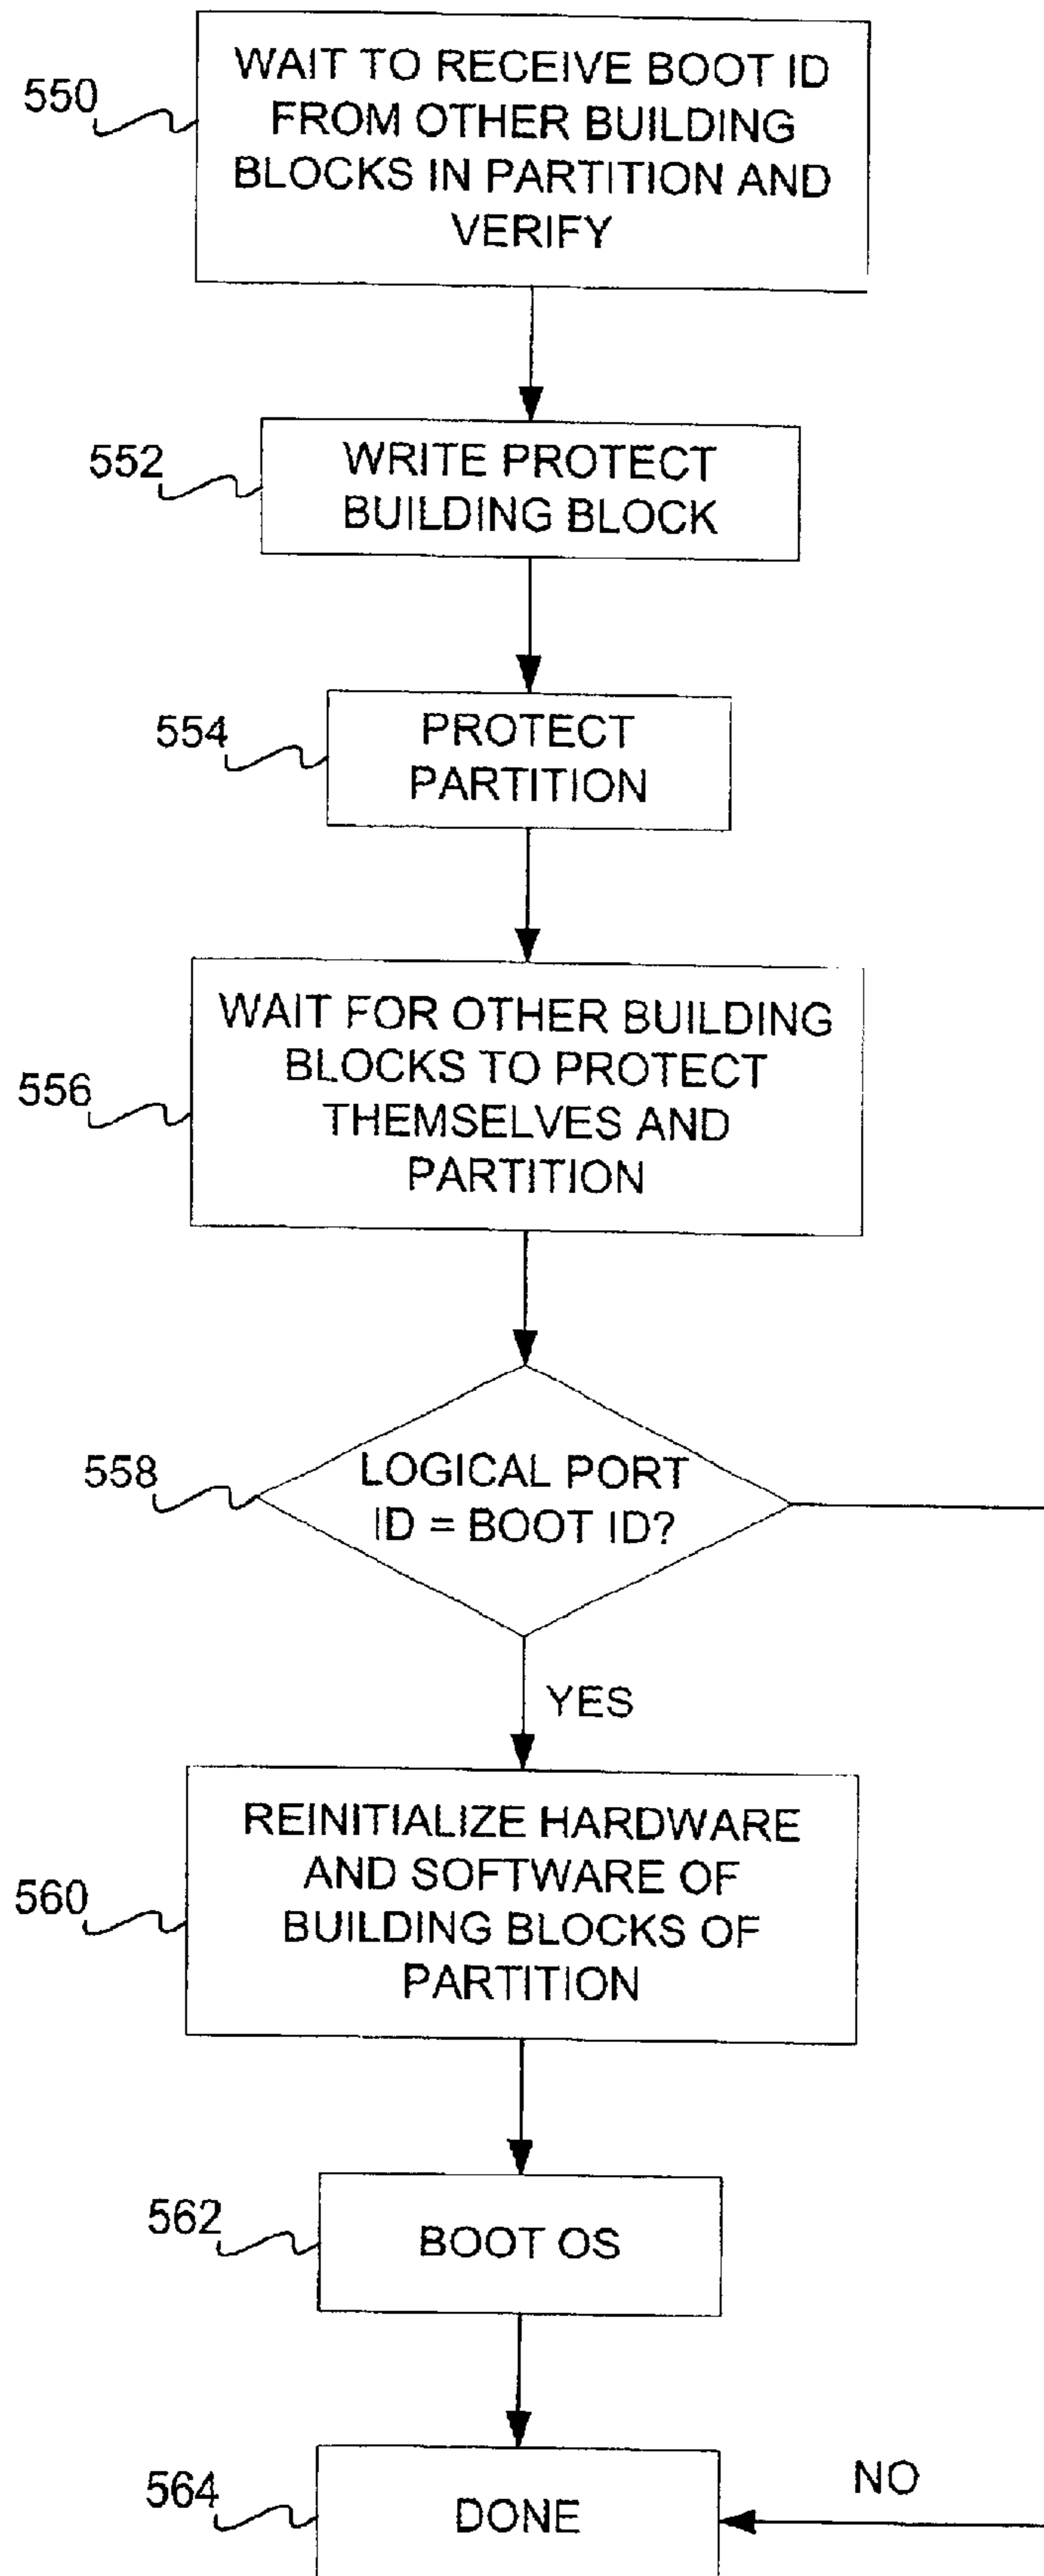 550
WAIT TO RECEIVE BOOT ID
FROM OTHER BUILDING
BLOCKS IN PARTITION AND
VERIFY
552
WRITE PROTECT
BUILDING BLOCK
554
PROTECT
PARTITION
556
WAIT FOR OTHER BUILDING
BLOCKS TO PROTECT
THEMSELVES AND
PARTITION
558
LOGICAL PORT
ID = BOOT ID?
YES
560
REINITIALIZE HARDWARE
AND SOFTWARE OF
BUILDING BLOCKS OF
PARTITION
562
BOOT OS
564
DONE
NO